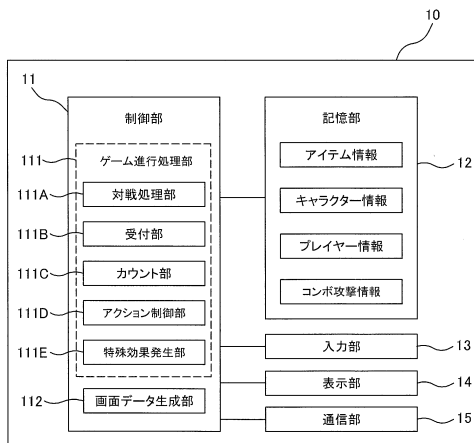 10
11
制御部
111
ゲーム進行処理部
111A
対戦処理部
111B
受付部
111C
カウント部
111D
アクション制御部
111E
特殊効果発生部
112
画面データ生成部
記憶部
12
アイテム情報
キャラクター情報
プレイヤー情報
コンボ攻撃情報
入力部
13
表示部
14
通信部
15